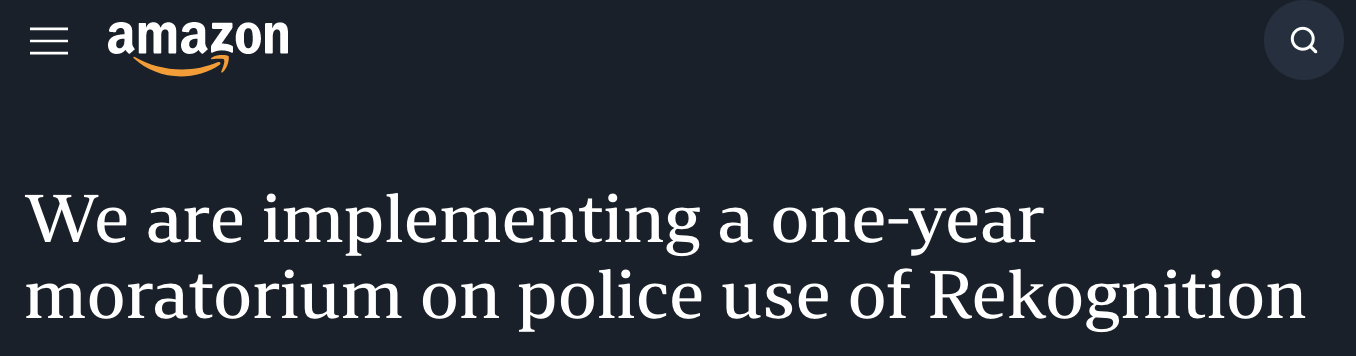 amazon
We are implementing a one-year
moratorium on police use of Rekognition